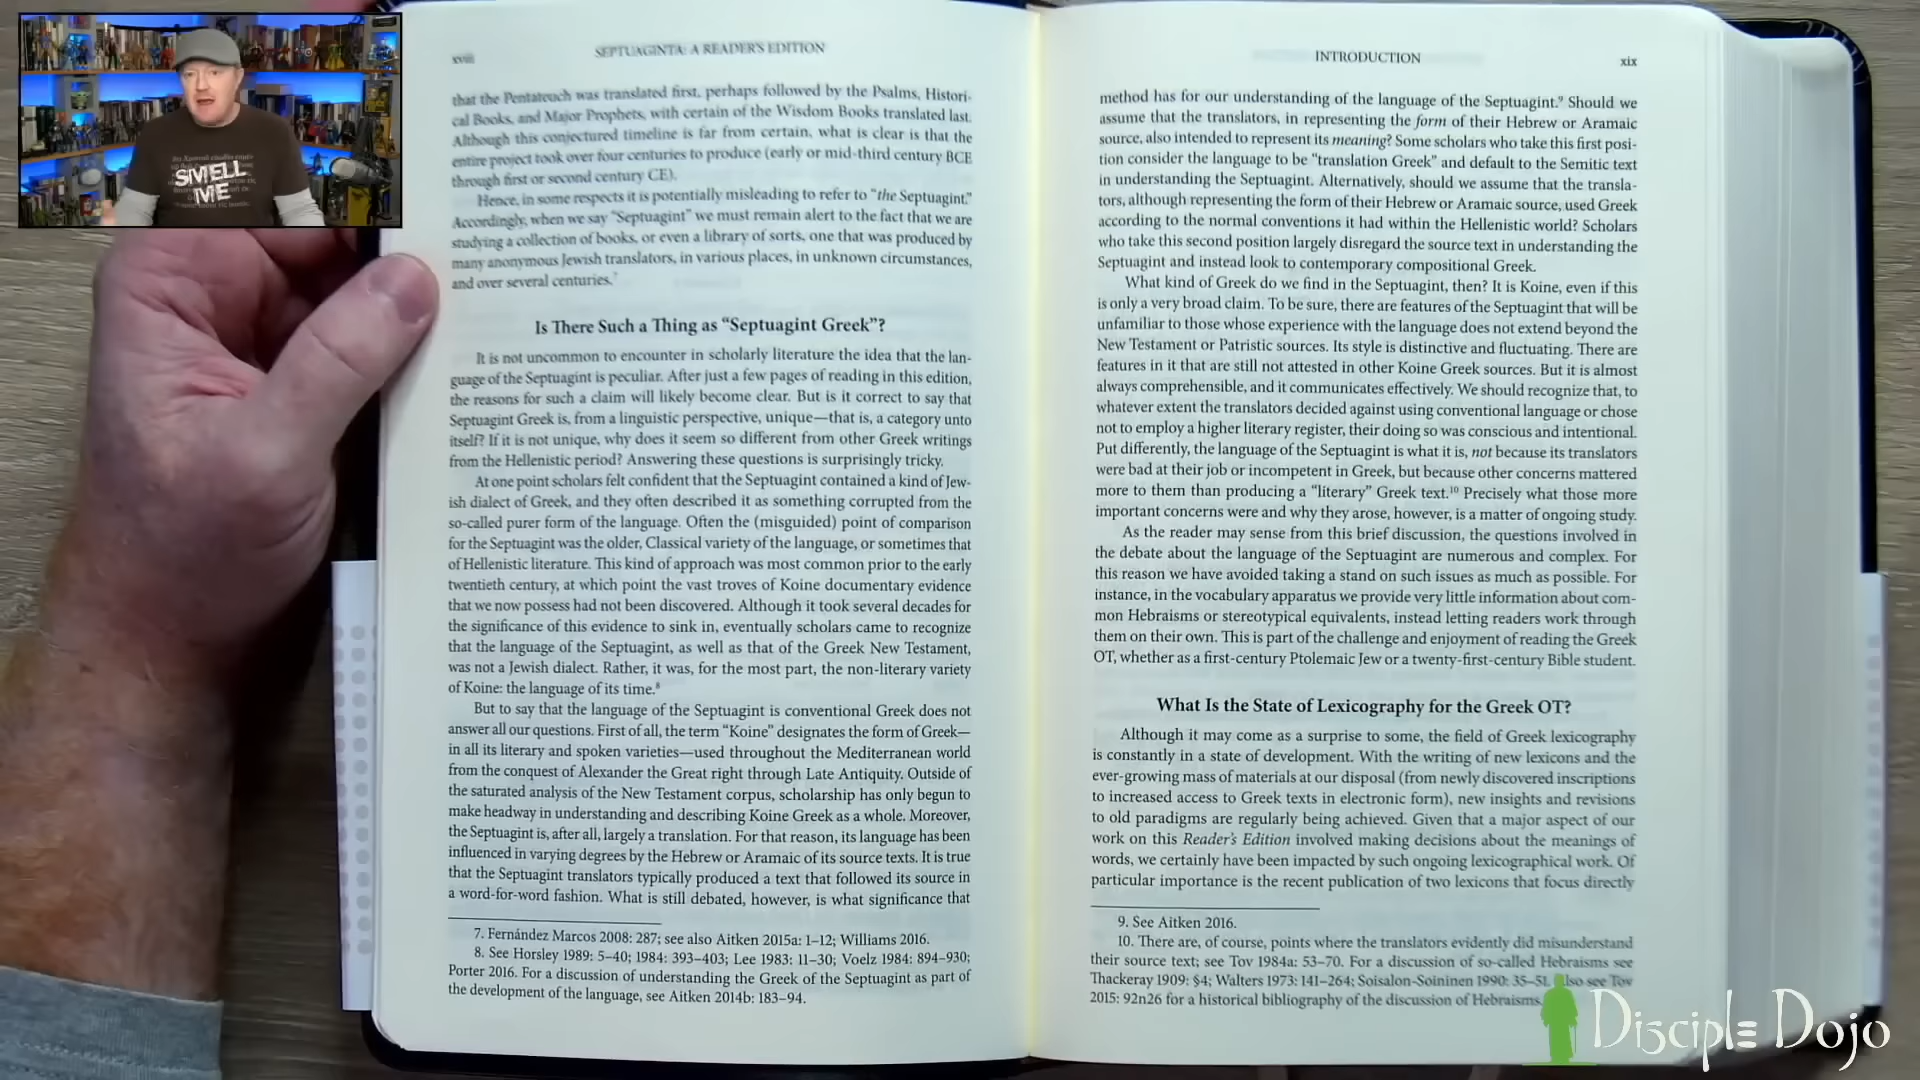 SMELL
ME
xviii
SEPTUAGINTA: A READER'S EDITION
that the Pentateuch was translated first, perhaps followed by the Psalms, Histori-
cal Books, and Major Prophets, with certain of the Wisdom Books translated last.
Although this conjectured timeline is far from certain, what is clear is that the
entire project took over four centuries to produce (early or mid-third century BCE
through first or second century CE).
Hence, in some respects it is potentially misleading to refer to “the Septuagint.”
Accordingly, when we say “Septuagint” we must remain alert to the fact that we are
studying a collection of books, or even a library of sorts, one that was produced by
many anonymous Jewish translators, in various places, in unknown circumstances,
and over several centuries.⁷
Is There Such a Thing as “Septuagint Greek”?
It is not uncommon to encounter in scholarly literature the idea that the lan-
guage of the Septuagint is peculiar. After just a few pages of reading in this edition,
the reasons for such a claim will likely become clear. But is it correct to say that
Septuagint Greek is, from a linguistic perspective, unique—that is, a category unto
itself? If it is not unique, why does it seem so different from other Greek writings
from the Hellenistic period? Answering these questions is surprisingly tricky.
At one point scholars felt confident that the Septuagint contained a kind of Jew-
ish dialect of Greek, and they often described it as something corrupted from the
so-called purer form of the language. Often the (misguided) point of comparison
for the Septuagint was the older, Classical variety of the language, or sometimes that
of Hellenistic literature. This kind of approach was most common prior to the early
twentieth century, at which point the vast troves of Koine documentary evidence
that we now possess had not been discovered. Although it took several decades for
the significance of this evidence to sink in, eventually scholars came to recognize
that the language of the Septuagint, as well as that of the Greek New Testament,
was not a Jewish dialect. Rather, it was, for the most part, the non-literary variety
of Koine: the language of its time.⁸
But to say that the language of the Septuagint is conventional Greek does not
answer all our questions. First of all, the term “Koine” designates the form of Greek—
in all its literary and spoken varieties—used throughout the Mediterranean world
from the conquest of Alexander the Great right through Late Antiquity. Outside of
the saturated analysis of the New Testament corpus, scholarship has only begun to
make headway in understanding and describing Koine Greek as a whole. Moreover,
the Septuagint is, after all, largely a translation. For that reason, its language has been
influenced in varying degrees by the Hebrew or Aramaic of its source texts. It is true
that the Septuagint translators typically produced a text that followed its source in
a word-for-word fashion. What is still debated, however, is what significance that
7. Fernández Marcos 2008: 287; see also Aitken 2015a: 1–12; Williams 2016.
8. See Horsley 1989: 5–40; 1984: 393–403; Lee 1983: 11–30; Voelz 1984: 894–930;
Porter 2016. For a discussion of understanding the Greek of the Septuagint as part of
the development of the language, see Aitken 2014b: 183–94.
INTRODUCTION
xix
method has for our understanding of the language of the Septuagint.⁹ Should we
assume that the translators, in representing the form of their Hebrew or Aramaic
source, also intended to represent its meaning? Some scholars who take this first posi-
tion consider the language to be “translation Greek” and default to the Semitic text
in understanding the Septuagint. Alternatively, should we assume that the transla-
tors, although representing the form of their Hebrew or Aramaic source, used Greek
according to the normal conventions it had within the Hellenistic world? Scholars
who take this second position largely disregard the source text in understanding the
Septuagint and instead look to contemporary compositional Greek.
What kind of Greek do we find in the Septuagint, then? It is Koine, even if this
is only a very broad claim. To be sure, there are features of the Septuagint that will be
unfamiliar to those whose experience with the language does not extend beyond the
New Testament or Patristic sources. Its style is distinctive and fluctuating. There are
features in it that are still not attested in other Koine Greek sources. But it is almost
always comprehensible, and it communicates effectively. We should recognize that, to
whatever extent the translators decided against using conventional language or chose
not to employ a higher literary register, their doing so was conscious and intentional.
Put differently, the language of the Septuagint is what it is, not because its translators
were bad at their job or incompetent in Greek, but because other concerns mattered
more to them than producing a “literary” Greek text.¹⁰ Precisely what those more
important concerns were and why they arose, however, is a matter of ongoing study.
As the reader may sense from this brief discussion, the questions involved in
the debate about the language of the Septuagint are numerous and complex. For
this reason we have avoided taking a stand on such issues as much as possible. For
instance, in the vocabulary apparatus we provide very little information about com-
mon Hebraisms or stereotypical equivalents, instead letting readers work through
them on their own. This is part of the challenge and enjoyment of reading the Greek
OT, whether as a first-century Ptolemaic Jew or a twenty-first-century Bible student.
What Is the State of Lexicography for the Greek OT?
Although it may come as a surprise to some, the field of Greek lexicography
is constantly in a state of development. With the writing of new lexicons and the
ever-growing mass of materials at our disposal (from newly discovered inscriptions
to increased access to Greek texts in electronic form), new insights and revisions
to old paradigms are regularly being achieved. Given that a major aspect of our
work on this Reader's Edition involved making decisions about the meanings of
words, we certainly have been impacted by such ongoing lexicographical work. Of
particular importance is the recent publication of two lexicons that focus directly
9. See Aitken 2016.
10. There are, of course, points where the translators evidently did misunderstand
their source text; see Tov 1984a: 53–70. For a discussion of so-called Hebraisms see
Thackeray 1909: §4; Walters 1973: 141–264; Soisalon-Soininen 1990: 35–51. Also see Tov
2015: 92n26 for a historical bibliography of the discussion of Hebraisms.
Disciple Dojo